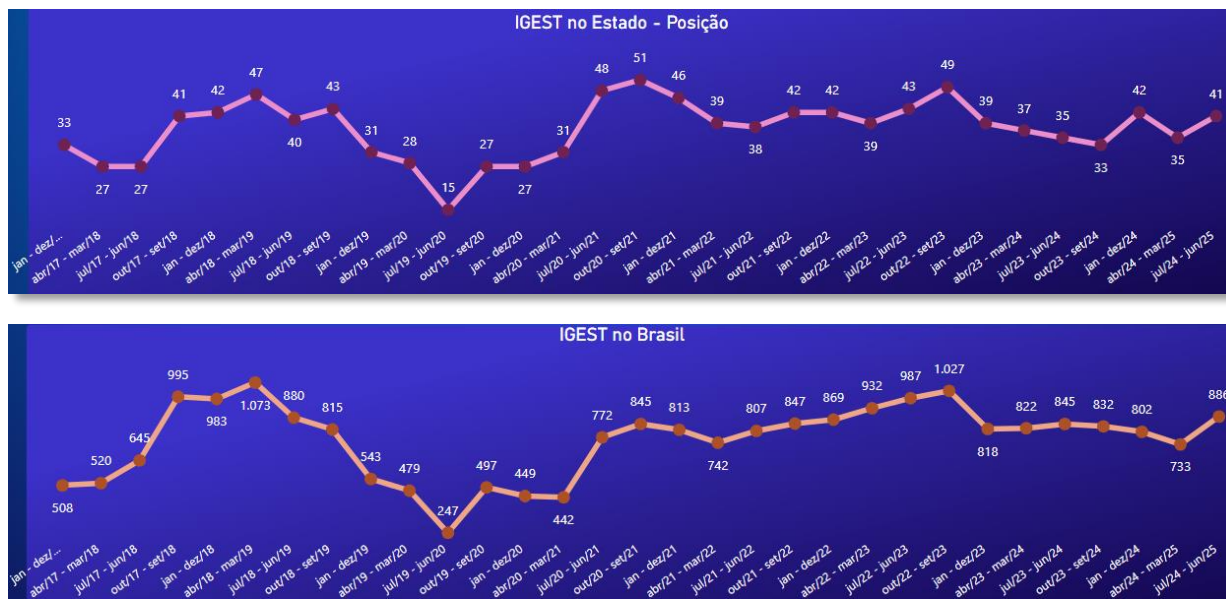 IGEST no Estado - Posição
33 27 27 41 42 47 40 43 31 28 15 27 27 31 48 51 46 39 38 42 42 39 43 49 39 37 35 33 42 35 41
jan - dez/...
abr/17 - mar/18
jul/17 - jun/18
out/17 - set/18
jan - dez/18
abr/18 - mar/19
jul/18 - jun/19
out/18 - set/19
jan - dez/19
abr/19 - mar/20
jul/19 - jun/20
out/19 - set/20
jan - dez/20
abr/20 - mar/21
jul/20 - jun/21
out/20 - set/21
jan - dez/21
abr/21 - mar/22
jul/21 - jun/22
out/21 - set/22
jan - dez/22
abr/22 - mar/23
jul/22 - jun/23
out/22 - set/23
jan - dez/23
abr/23 - mar/24
jul/23 - jun/24
out/23 - set/24
jan - dez/24
abr/24 - mar/25
jul/24 - jun/25
IGEST no Brasil
508 520 645 995 983 1.073 880 815 543 479 247 497 449 442 772 845 813 742 807 847 869 932 987 1.027 818 822 845 832 802 733 886
jan - dez/...
abr/17 - mar/18
jul/17 - jun/18
out/17 - set/18
jan - dez/18
abr/18 - mar/19
jul/18 - jun/19
out/18 - set/19
jan - dez/19
abr/19 - mar/20
jul/19 - jun/20
out/19 - set/20
jan - dez/20
abr/20 - mar/21
jul/20 - jun/21
out/20 - set/21
jan - dez/21
abr/21 - mar/22
jul/21 - jun/22
out/21 - set/22
jan - dez/22
abr/22 - mar/23
jul/22 - jun/23
out/22 - set/23
jan - dez/23
abr/23 - mar/24
jul/23 - jun/24
out/23 - set/24
jan - dez/24
abr/24 - mar/25
jul/24 - jun/25